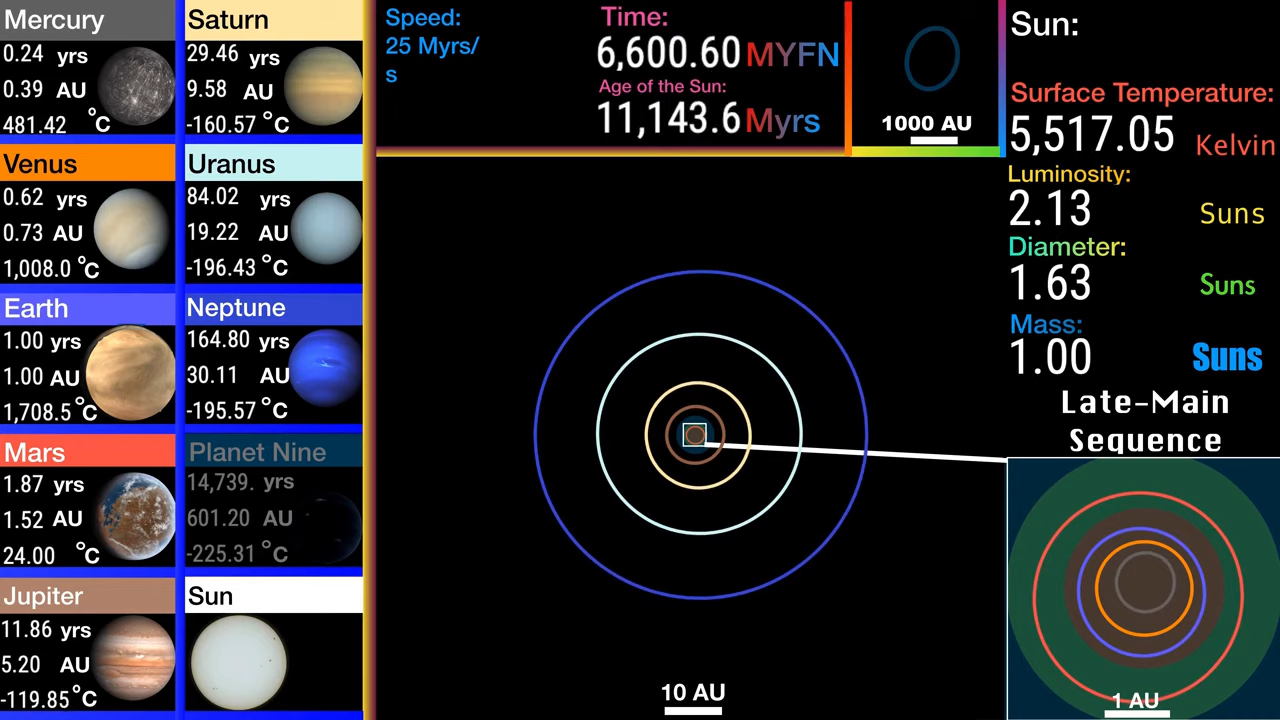 Mercury
0.24 yrs
0.39 AU
481.42 °C
Venus
0.62 yrs
0.73 AU
1,008.0 °C
Earth
1.00 yrs
1.00 AU
1,708.5°C
Mars
1.87 yrs
1.52 AU
24.00 °C
Jupiter
11.86 yrs
5.20 AU
-119.85°C
Saturn
29.46 yrs
9.58 AU
-160.57 °C
Uranus
84.02 yrs
19.22 AU
-196.43 °C
Neptune
164.80 yrs
30.11 AU
-195.57 °C
Planet Nine
14,739. yrs
601.20 AU
-225.31 °C
Sun
Speed:
25 Myrs/
s
Time:
6,600.60 MYFN
Age of the Sun:
11,143.6 Myrs
1000 AU
10 AU
Sun:
Surface Temperature:
5,517.05 Kelvin
Luminosity:
2.13 Suns
Diameter:
1.63 Suns
Mass:
1.00 Suns
Late-Main
Sequence
1 AU